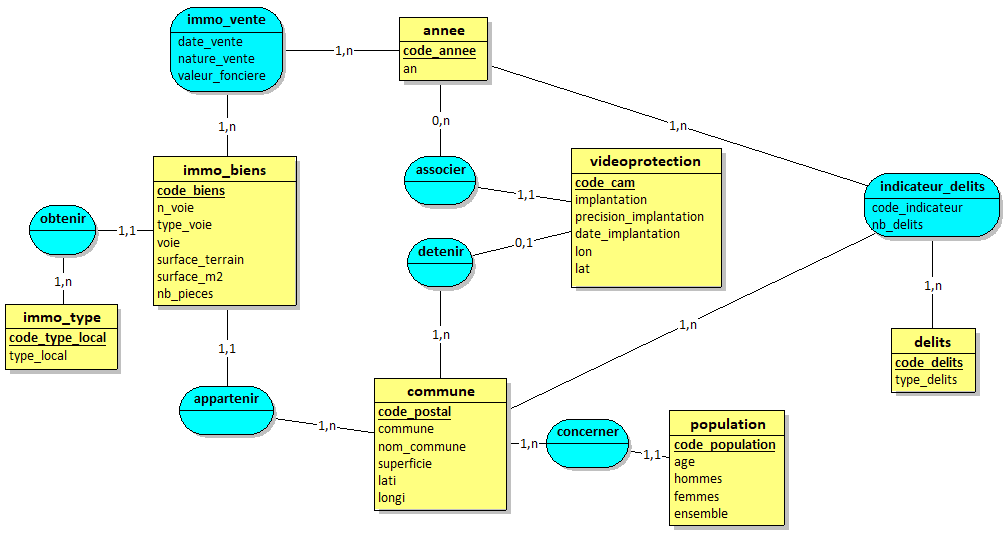 immo_vente
date_vente
nature_vente
valeur_fonciere
1,n
annee
code_annee
an
1,n
0,n
1,n
immo_biens
code_biens
n_voie
type_voie
voie
surface_terrain
surface_m2
nb_pieces
associer
1,1
videoprotection
code_cam
implantation
precision_implantation
date_implantation
lon
lat
indicateur_delits
code_indicateur
nb_delits
obtenir
1,1
detenir
0,1
1,n
1,n
immo_type
code_type_local
type_local
1,1
1,n
1,n
delits
code_delits
type_delits
appartenir
1,n
commune
code_postal
commune
nom_commune
superficie
lati
longi
1,n
concerner
1,1
population
code_population
age
hommes
femmes
ensemble